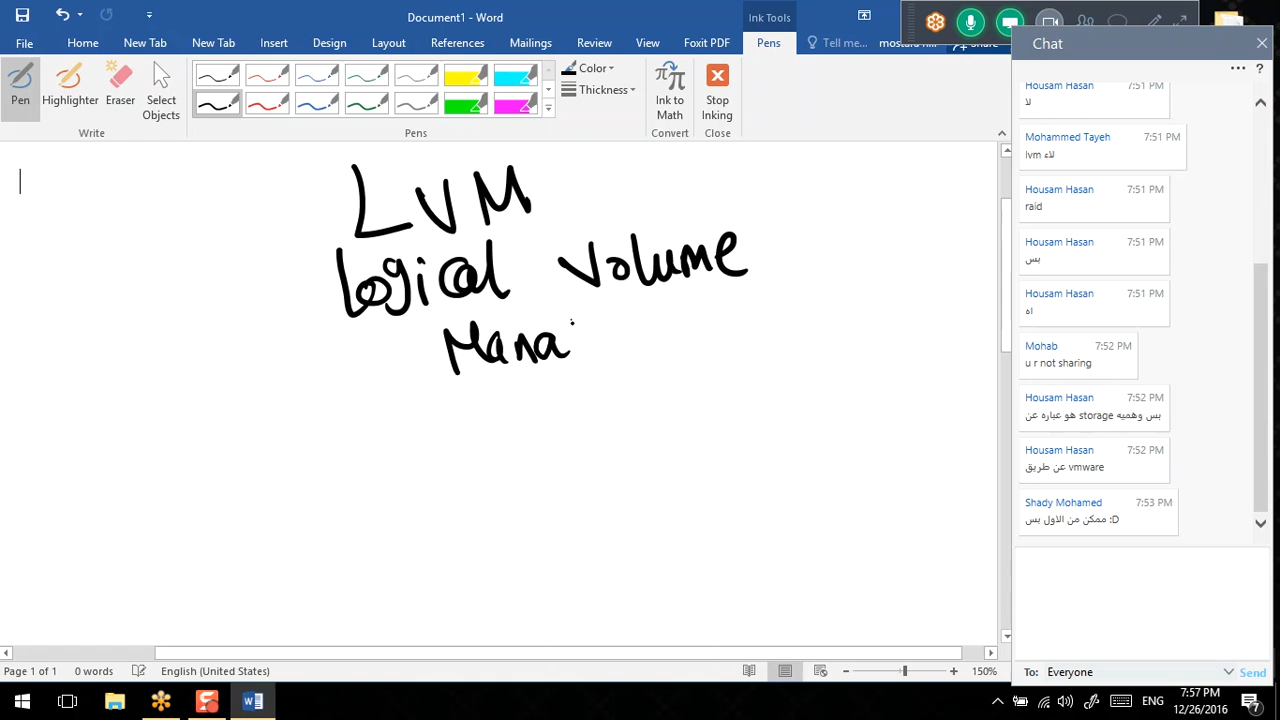 Document1 - Word
Ink Tools
File
Home
New Tab
New Tab
Insert
Design
Layout
References
Mailings
Review
View
Foxit PDF
Pens
Tell me...
Share
Pen
Highlighter
Eraser
Select
Objects
Color
Thickness
Ink to
Math
Stop
Inking
Write
Pens
Convert
Close
LVM
Logical Volume
Mana
Chat
Housam Hasan 7:51 PM
لا
Mohammed Tayeh 7:51 PM
لاء lvm
Housam Hasan 7:51 PM
raid
Housam Hasan 7:51 PM
بس
Housam Hasan 7:51 PM
اه
Mohab 7:52 PM
u r not sharing
Housam Hasan 7:52 PM
بس وهميه storage هو عباره عن
Housam Hasan 7:52 PM
عن طريق vmware
Shady Mohamed 7:53 PM
ممكن من الاول بس :D
To: Everyone
Send
Page 1 of 1
0 words
English (United States)
150%
ENG
7:57 PM
12/26/2016
7